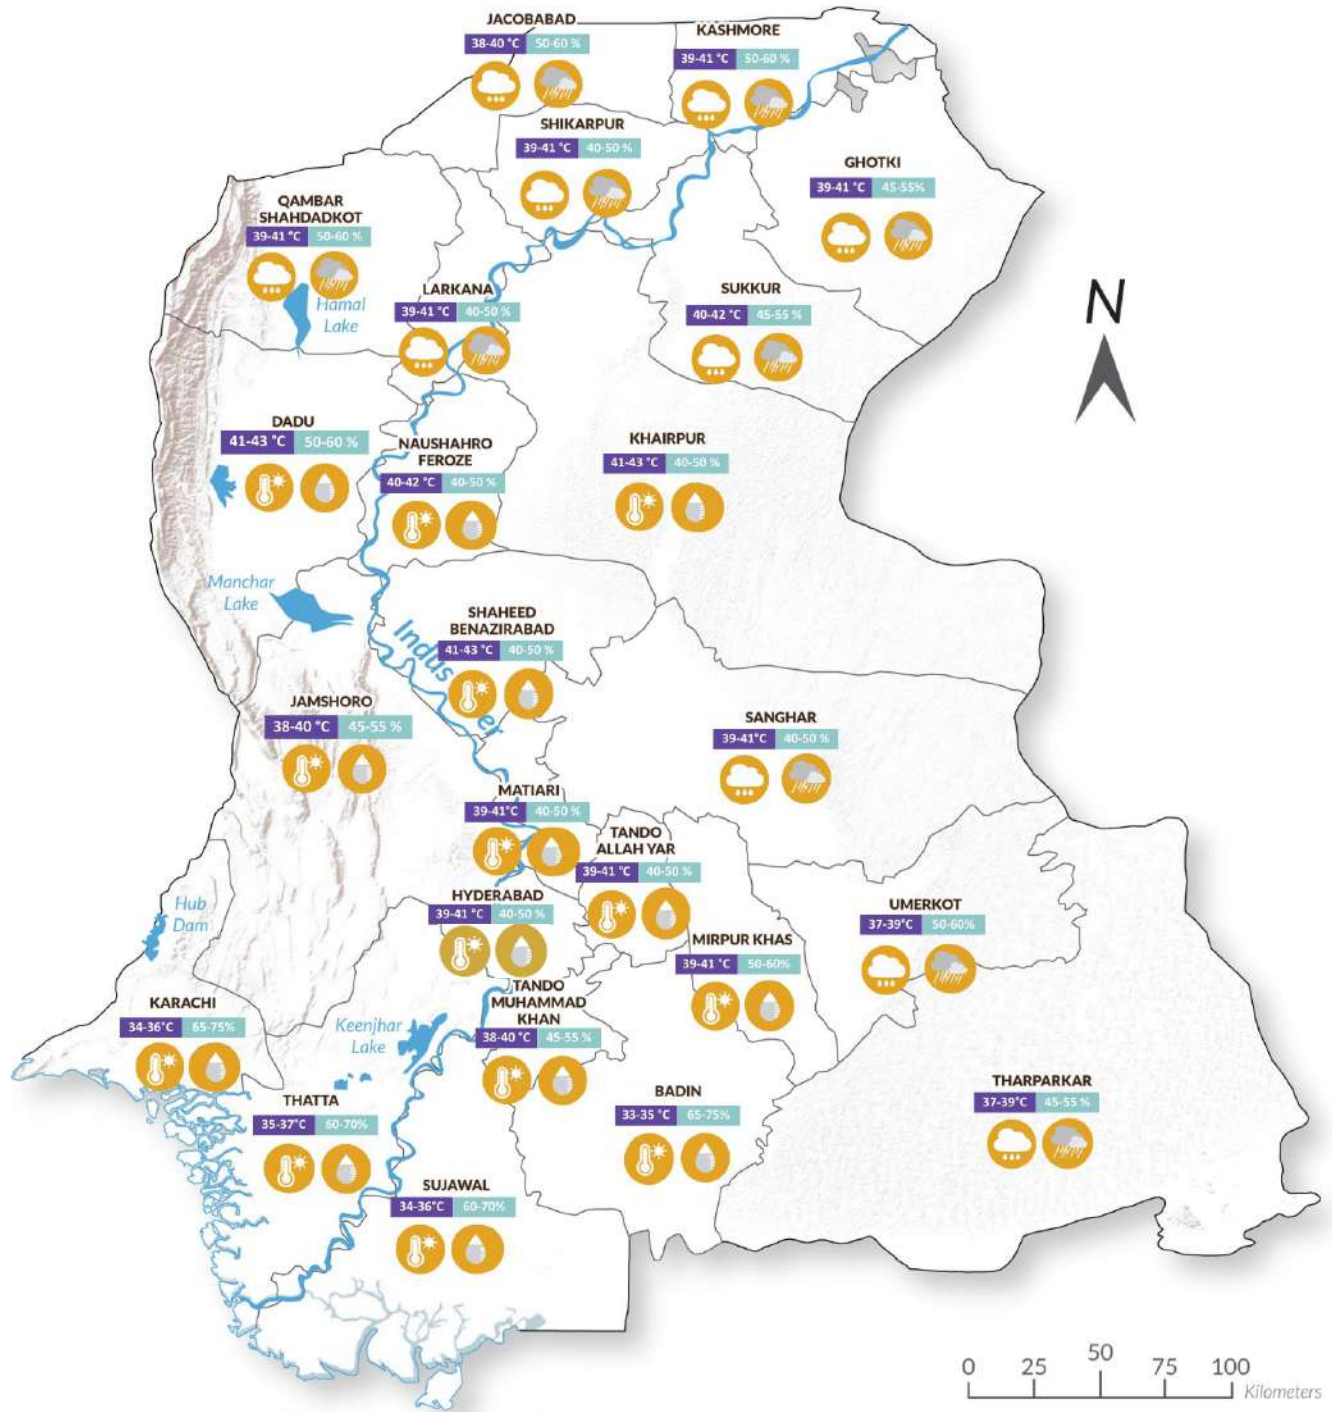 JACOBABAD
38-40 °C 50-60 %
KASHMORE
39-41 °C 50-60 %
SHIKARPUR
39-41 °C 40-50 %
GHOTKI
39-41 °C 45-55%
QAMBAR
SHAHDADKOT
39-41 °C 50-60 %
Hamal
Lake
LARKANA
39-41 °C 40-50 %
SUKKUR
40-42 °C 45-55 %
N
DADU
41-43 °C 50-60 %
NAUSHAHRO
FEROZE
40-42 °C 40-50 %
KHAIRPUR
41-43 °C 40-50 %
Manchar
Lake
SHAHEED
BENAZIRABAD
41-43 °C 40-50 %
Indus
er
JAMSHORO
38-40 °C 45-55 %
SANGHAR
39-41°C 40-50 %
MATIARI
39-41°C 40-50 %
TANDO
ALLAH YAR
39-41 °C 40-50 %
HYDERABAD
39-41 °C 40-50 %
Hub
Dam
UMERKOT
37-39°C 50-60%
MIRPUR KHAS
39-41 °C 50-60%
TANDO
MUHAMMAD
KHAN
38-40 °C 45-55 %
KARACHI
34-36°C 65-75%
Keenjhar
Lake
THATTA
35-37°C 60-70%
BADIN
33-35 °C 65-75%
THARPARKAR
37-39°C 45-55 %
SUJAWAL
34-36°C 60-70%
0 25 50 75 100
Kilometers